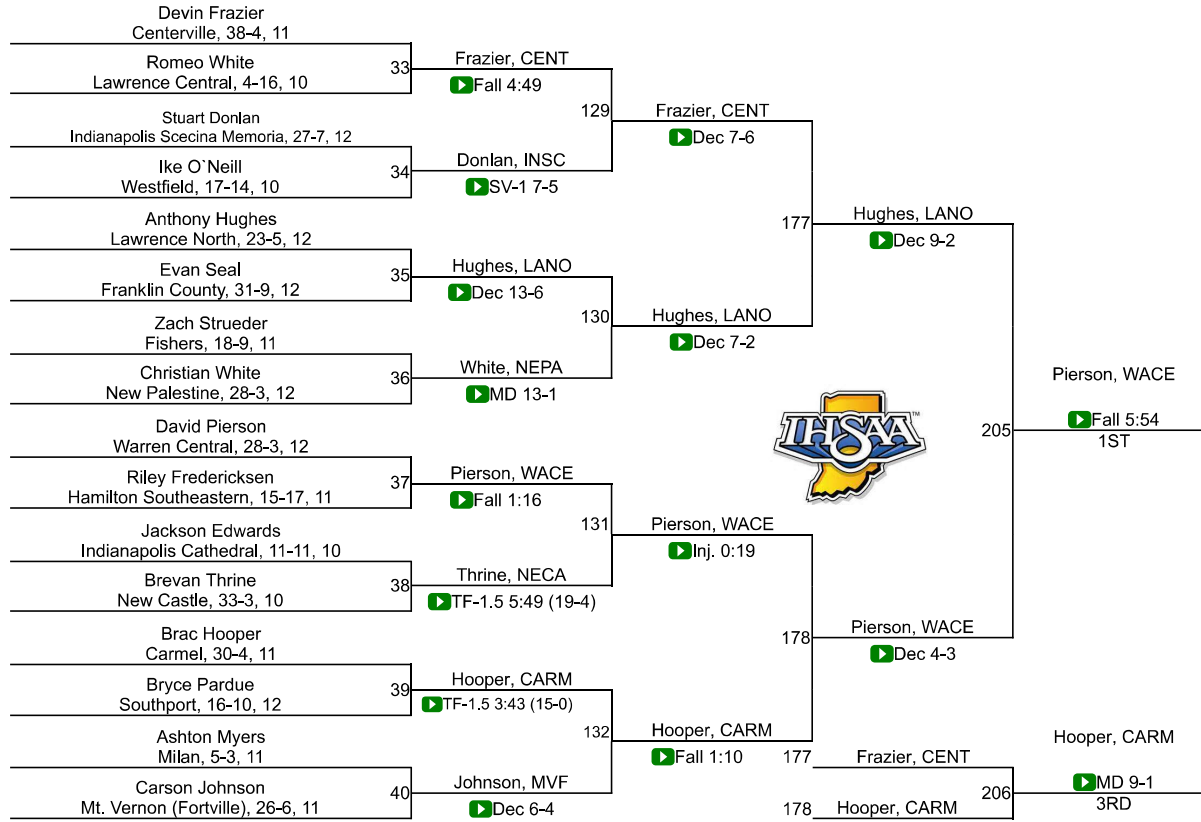 Devin Frazier
Centerville, 38-4, 11
Romeo White
Lawrence Central, 4-16, 10
33
Frazier, CENT
Fall 4:49
Stuart Donlan
Indianapolis Scecina Memoria, 27-7, 12
Ike O`Neill
Westfield, 17-14, 10
34
Donlan, INSC
SV-1 7-5
129
Frazier, CENT
Dec 7-6
Anthony Hughes
Lawrence North, 23-5, 12
Evan Seal
Franklin County, 31-9, 12
35
Hughes, LANO
Dec 13-6
Zach Strueder
Fishers, 18-9, 11
Christian White
New Palestine, 28-3, 12
36
White, NEPA
MD 13-1
130
Hughes, LANO
Dec 7-2
177
Hughes, LANO
Dec 9-2
David Pierson
Warren Central, 28-3, 12
Riley Fredericksen
Hamilton Southeastern, 15-17, 11
37
Pierson, WACE
Fall 1:16
Jackson Edwards
Indianapolis Cathedral, 11-11, 10
Brevan Thrine
New Castle, 33-3, 10
38
Thrine, NECA
TF-1.5 5:49 (19-4)
131
Pierson, WACE
Inj. 0:19
Brac Hooper
Carmel, 30-4, 11
Bryce Pardue
Southport, 16-10, 12
39
Hooper, CARM
TF-1.5 3:43 (15-0)
Ashton Myers
Milan, 5-3, 11
Carson Johnson
Mt. Vernon (Fortville), 26-6, 11
40
Johnson, MVF
Dec 6-4
132
Hooper, CARM
Fall 1:10
178
Pierson, WACE
Dec 4-3
IHSAA™
205
Pierson, WACE
Fall 5:54
1ST
177
Frazier, CENT
178
Hooper, CARM
206
Hooper, CARM
MD 9-1
3RD